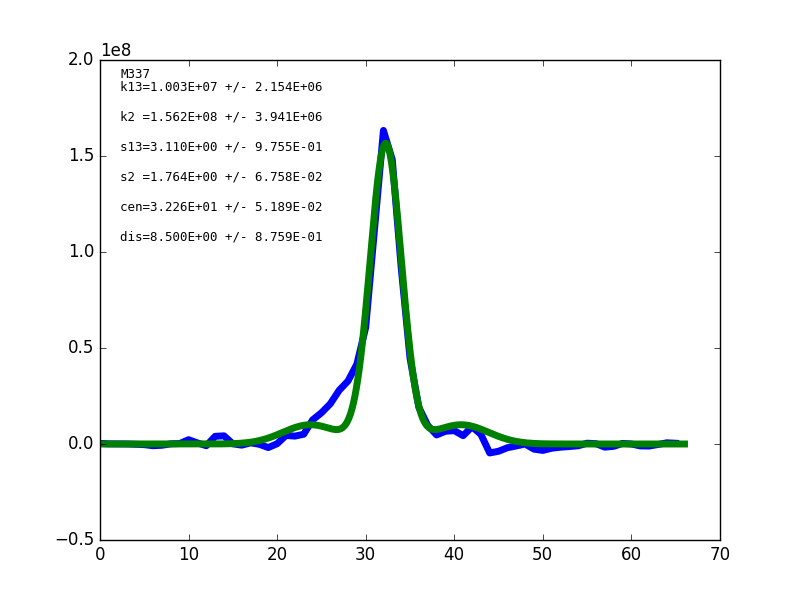 1e8
2.0
M337
k13=1.003E+07 +/- 2.154E+06
k2 =1.562E+08 +/- 3.941E+06
1.5
s13=3.110E+00 +/- 9.755E-01
s2 =1.764E+00 +/- 6.758E-02
cen=3.226E+01 +/- 5.189E-02
dis=8.500E+00 +/- 8.759E-01
1.0
0.5
0.0
−0.5
0 10 20 30 40 50 60 70